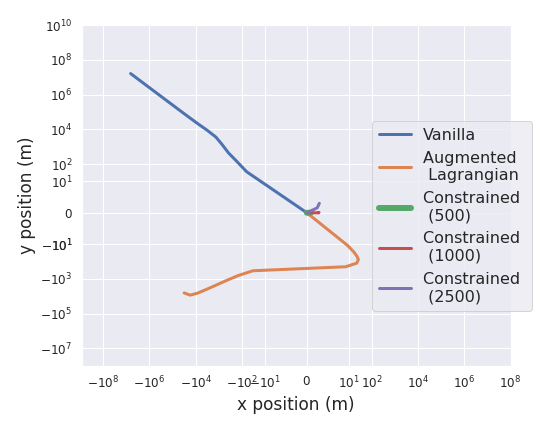 10^10
10^8
10^6
10^4
10^2
10^1
0
−10^1
−10^3
−10^5
−10^7
y position (m)
Vanilla
Augmented
Lagrangian
Constrained
(500)
Constrained
(1000)
Constrained
(2500)
−10^8 −10^6 −10^4 −10^2 −10^1 0 10^1 10^2 10^4 10^6 10^8
x position (m)